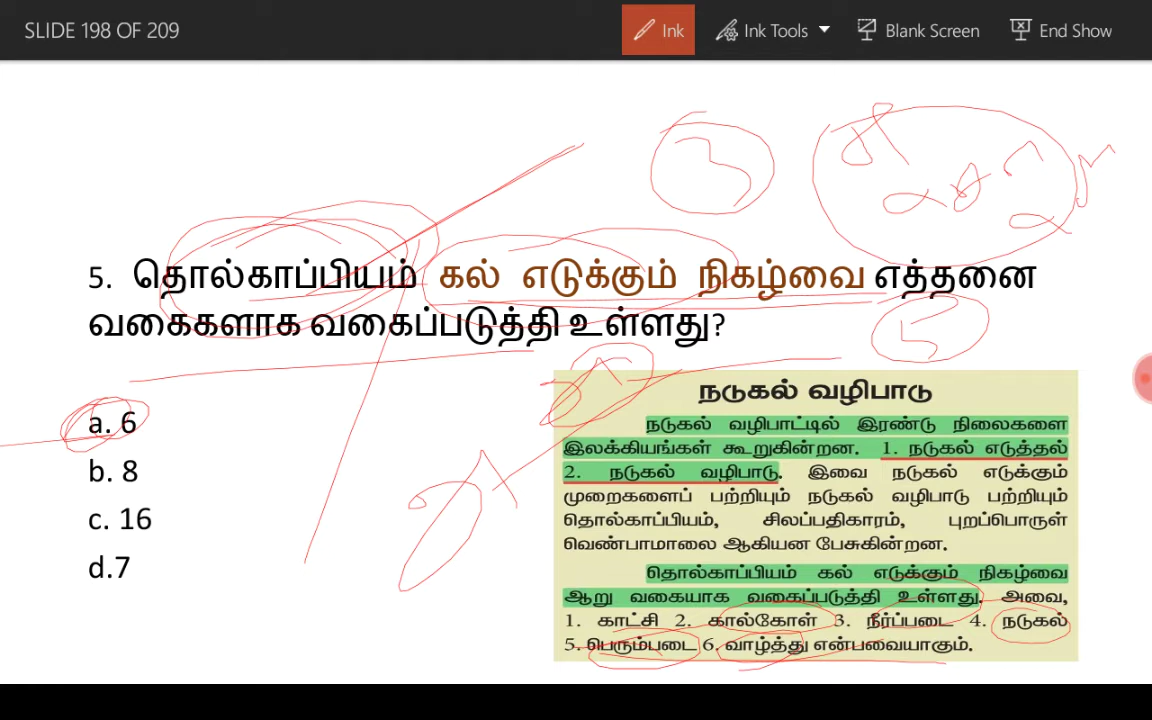 SLIDE 198 OF 209 Ink Ink Tools Blank Screen End Show
5. தொல்காப்பியம் கல் எடுக்கும் நிகழ்வை எத்தனை
வகைகளாக வகைப்படுத்தி உள்ளது?
a. 6
b. 8
c. 16
d.7
நடுகல் வழிபாடு
நடுகல் வழிபாட்டில் இரண்டு நிலைகளை
இலக்கியங்கள் கூறுகின்றன. 1. நடுகல் எடுத்தல்
2. நடுகல் வழிபாடு. இவை நடுகல் எடுக்கும்
முறைகளைப் பற்றியும் நடுகல் வழிபாடு பற்றியும்
தொல்காப்பியம், சிலப்பதிகாரம், புறப்பொருள்
வெண்பாமாலை ஆகியன பேசுகின்றன.
தொல்காப்பியம் கல் எடுக்கும் நிகழ்வை
ஆறு வகையாக வகைப்படுத்தி உள்ளது. அவை,
1. காட்சி 2. கால்கோள் 3. நீர்ப்படை 4. நடுகல்
5. பெரும்படை 6. வாழ்த்து என்பவையாகும்.